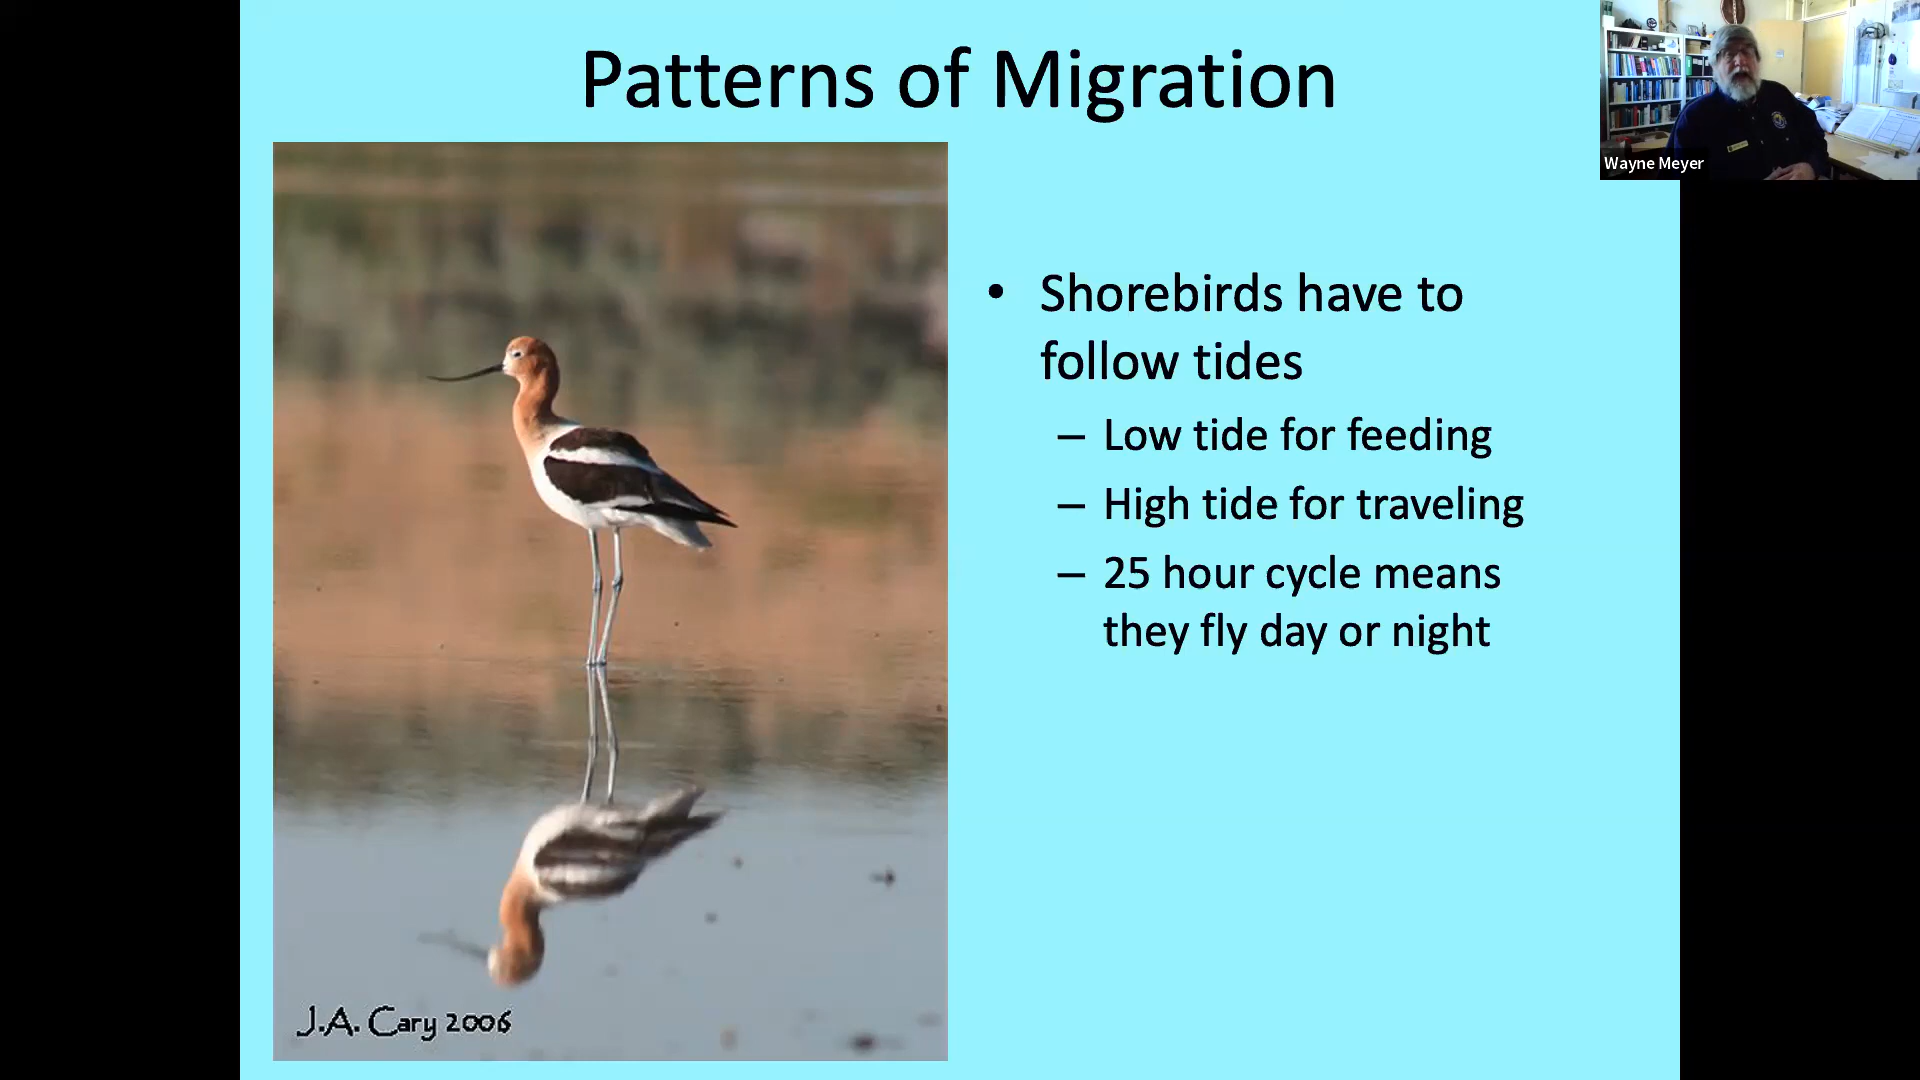 Patterns of Migration
Wayne Meyer
• Shorebirds have to
follow tides
– Low tide for feeding
– High tide for traveling
– 25 hour cycle means
they fly day or night
J.A. Cary 2006